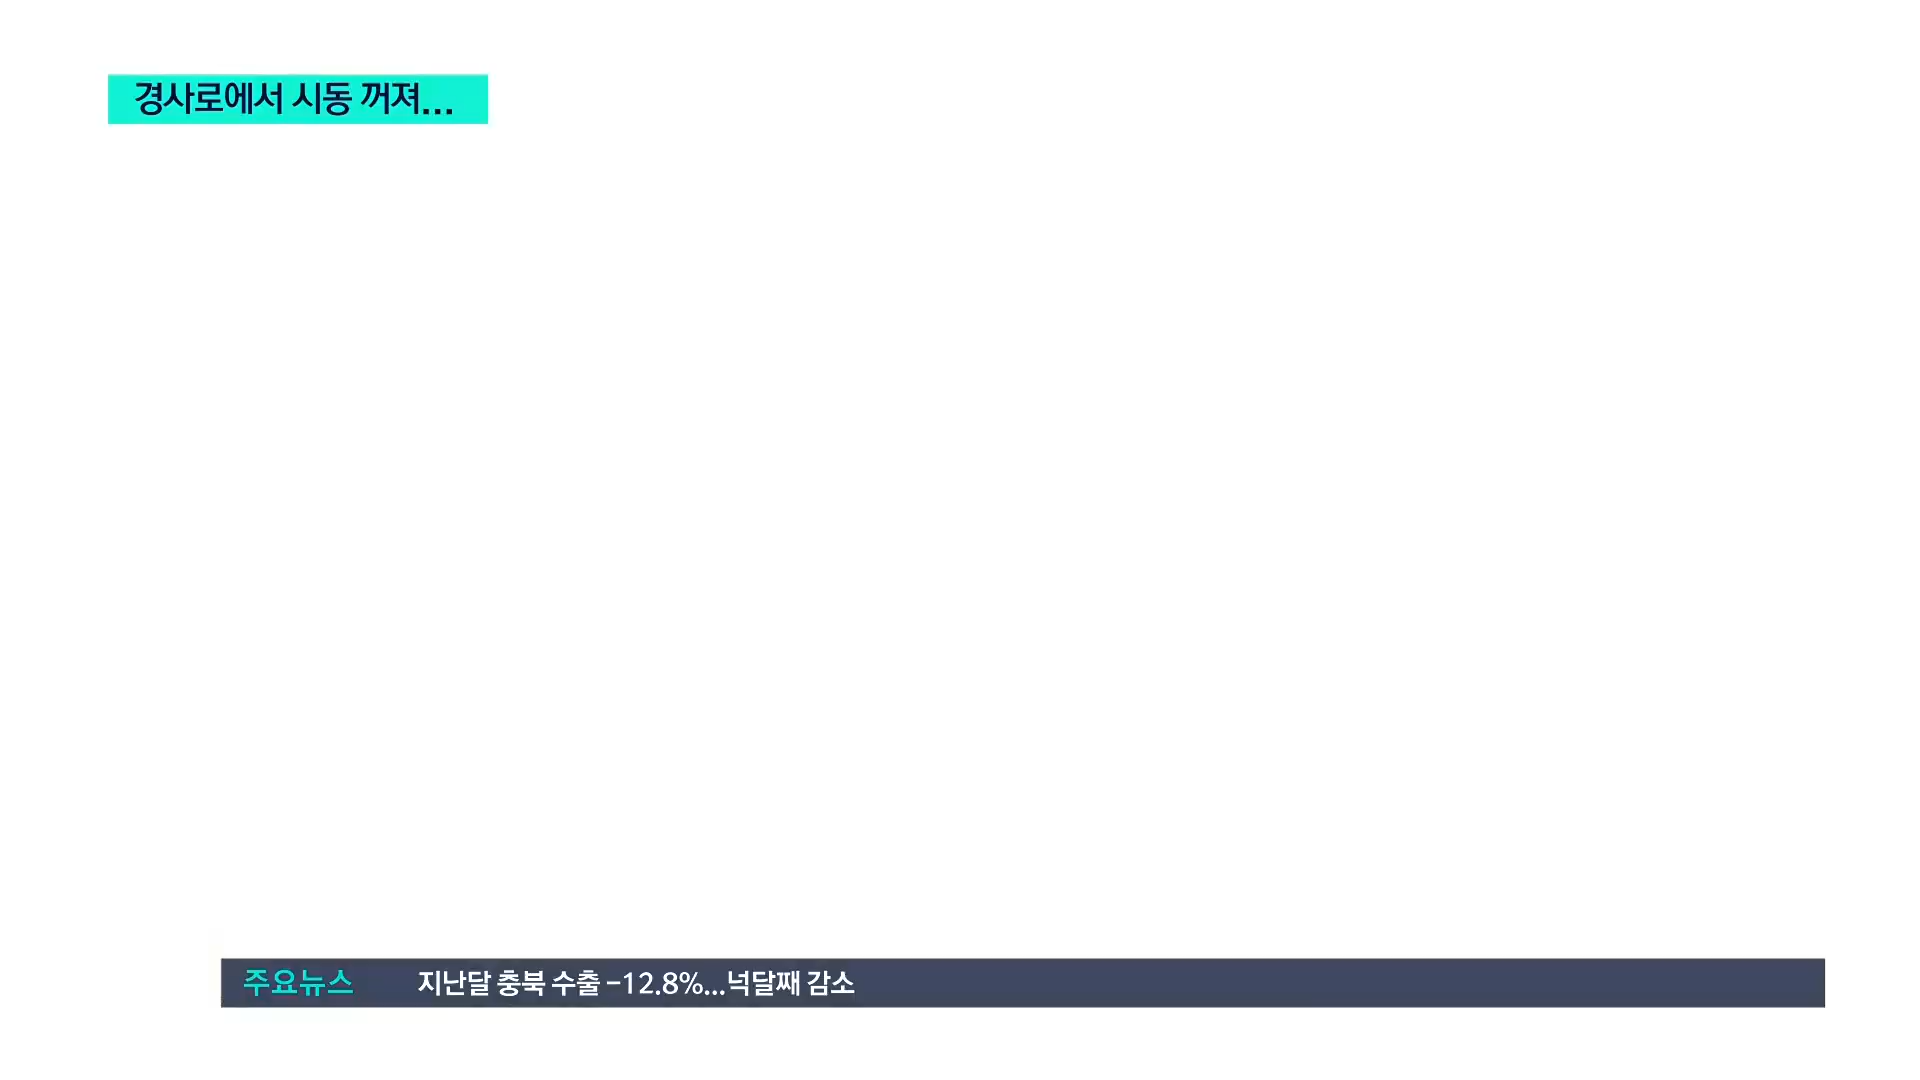 경사로에서 시동 꺼져...
주요뉴스 지난달 충북 수출 -12.8%...넉달째 감소